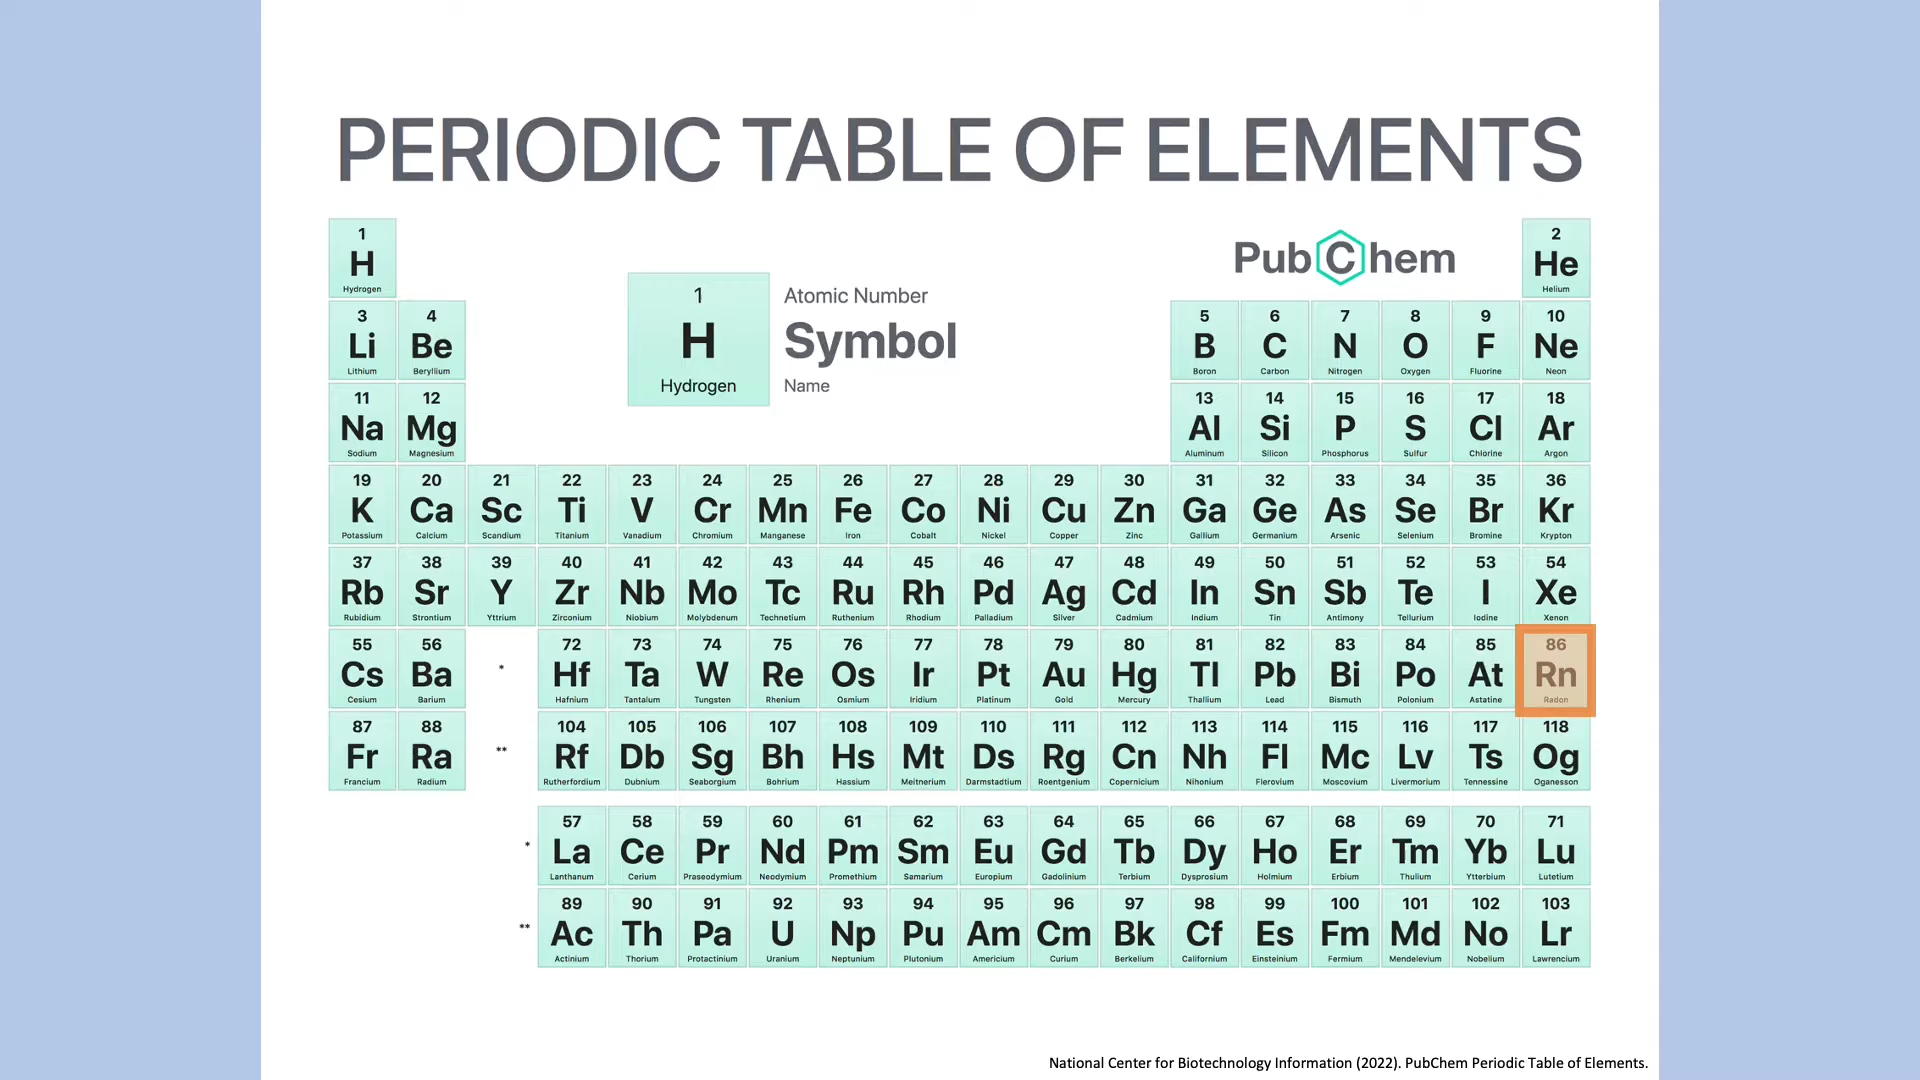 PERIODIC TABLE OF ELEMENTS
1
H
Hydrogen
1
H
Hydrogen
Atomic Number
Symbol
Name
PubChem
2
He
Helium
3 4 5 6 7 8 9 10
Li Be B C N O F Ne
Lithium Beryllium Boron Carbon Nitrogen Oxygen Fluorine Neon
11 12 13 14 15 16 17 18
Na Mg Al Si P S Cl Ar
Sodium Magnesium Aluminum Silicon Phosphorus Sulfur Chlorine Argon
19 20 21 22 23 24 25 26 27 28 29 30 31 32 33 34 35 36
K Ca Sc Ti V Cr Mn Fe Co Ni Cu Zn Ga Ge As Se Br Kr
Potassium Calcium Scandium Titanium Vanadium Chromium Manganese Iron Cobalt Nickel Copper Zinc Gallium Germanium Arsenic Selenium Bromine Krypton
37 38 39 40 41 42 43 44 45 46 47 48 49 50 51 52 53 54
Rb Sr Y Zr Nb Mo Tc Ru Rh Pd Ag Cd In Sn Sb Te I Xe
Rubidium Strontium Yttrium Zirconium Niobium Molybdenum Technetium Ruthenium Rhodium Palladium Silver Cadmium Indium Tin Antimony Tellurium Iodine Xenon
55 56 * 72 73 74 75 76 77 78 79 80 81 82 83 84 85 86
Cs Ba Hf Ta W Re Os Ir Pt Au Hg Tl Pb Bi Po At Rn
Cesium Barium Hafnium Tantalum Tungsten Rhenium Osmium Iridium Platinum Gold Mercury Thallium Lead Bismuth Polonium Astatine Radon
87 88 ** 104 105 106 107 108 109 110 111 112 113 114 115 116 117 118
Fr Ra Rf Db Sg Bh Hs Mt Ds Rg Cn Nh Fl Mc Lv Ts Og
Francium Radium Rutherfordium Dubnium Seaborgium Bohrium Hassium Meitnerium Darmstadtium Roentgenium Copernicium Nihonium Flerovium Moscovium Livermorium Tennessine Oganesson
* 57 58 59 60 61 62 63 64 65 66 67 68 69 70 71
La Ce Pr Nd Pm Sm Eu Gd Tb Dy Ho Er Tm Yb Lu
Lanthanum Cerium Praseodymium Neodymium Promethium Samarium Europium Gadolinium Terbium Dysprosium Holmium Erbium Thulium Ytterbium Lutetium
** 89 90 91 92 93 94 95 96 97 98 99 100 101 102 103
Ac Th Pa U Np Pu Am Cm Bk Cf Es Fm Md No Lr
Actinium Thorium Protactinium Uranium Neptunium Plutonium Americium Curium Berkelium Californium Einsteinium Fermium Mendelevium Nobelium Lawrencium
National Center for Biotechnology Information (2022). PubChem Periodic Table of Elements.